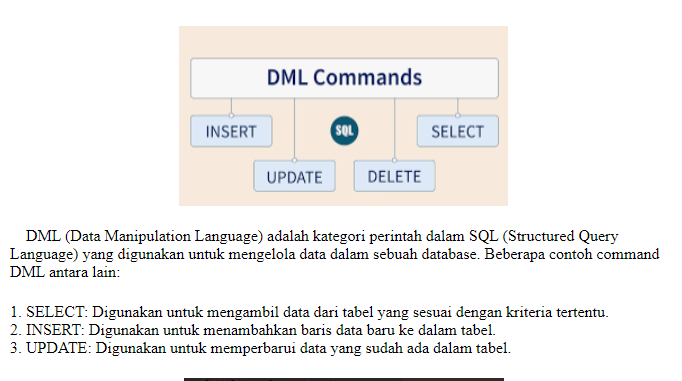 DML Commands
INSERT
SQL
SELECT
UPDATE
DELETE
DML (Data Manipulation Language) adalah kategori perintah dalam SQL (Structured Query
Language) yang digunakan untuk mengelola data dalam sebuah database. Beberapa contoh command
DML antara lain:
1. SELECT: Digunakan untuk mengambil data dari tabel yang sesuai dengan kriteria tertentu.
2. INSERT: Digunakan untuk menambahkan baris data baru ke dalam tabel.
3. UPDATE: Digunakan untuk memperbarui data yang sudah ada dalam tabel.